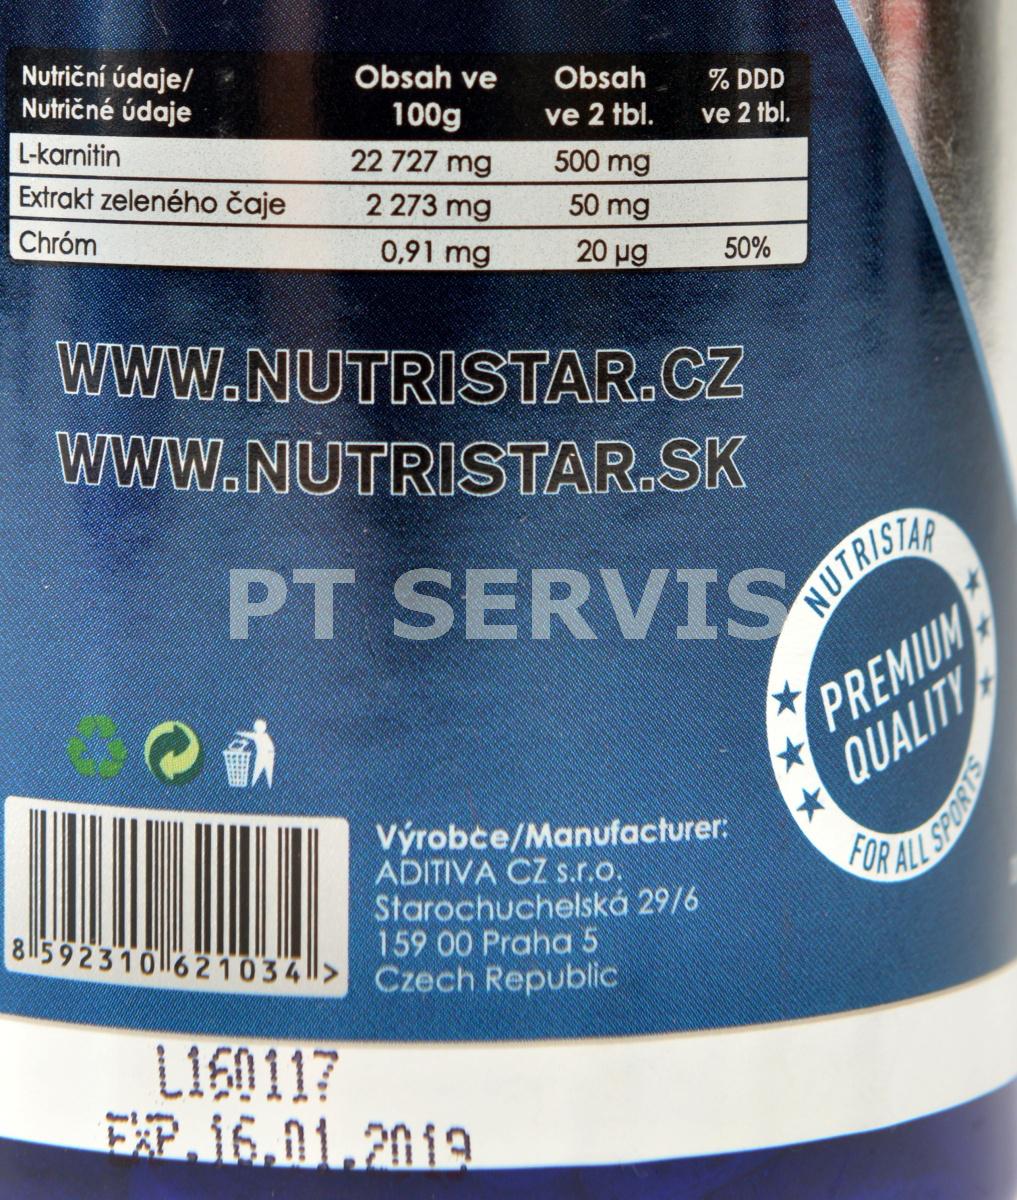 Nutriční údaje/ Obsah ve Obsah % DDD
Nutričné údaje 100g ve 2 tbl. ve 2 tbl.
L-karnitin 22 727 mg 500 mg
Extrakt zeleného čaje 2 273 mg 50 mg
Chróm 0,91 mg 20 µg 50%
WWW.NUTRISTAR.CZ
WWW.NUTRISTAR.SK
PT SERVIS
NUTRISTAR
PREMIUM
QUALITY
FOR ALL SPORTS
Výrobce/Manufacturer:
ADITIVA CZ s.r.o.
Starochuchelská 29/6
159 00 Praha 5
Czech Republic
8 592310 621034 >
L160117
EXP.16.01.2019